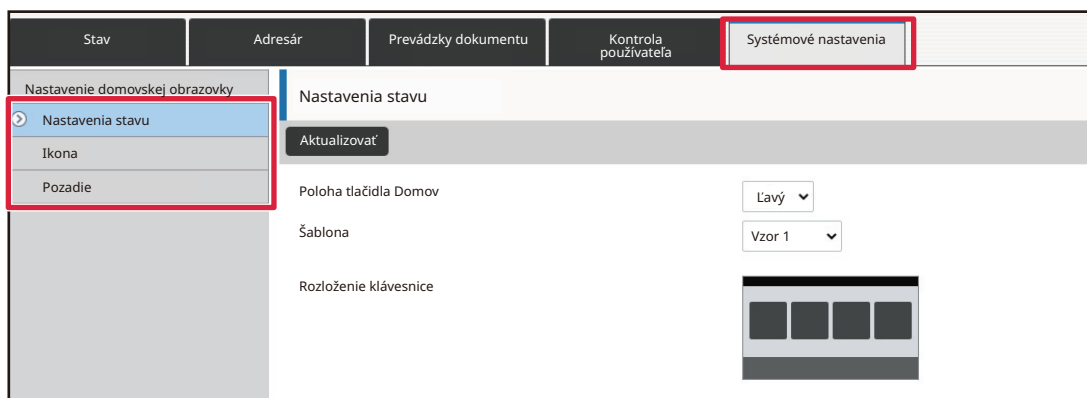 Stav
Adresár
Prevádzky dokumentu
Kontrola
používateľa
Systémové nastavenia
Nastavenie domovskej obrazovky
Nastavenia stavu
Ikona
Pozadie
Nastavenia stavu
Aktualizovať
Poloha tlačidla Domov
Ľavý
Šablona
Vzor 1
Rozloženie klávesnice